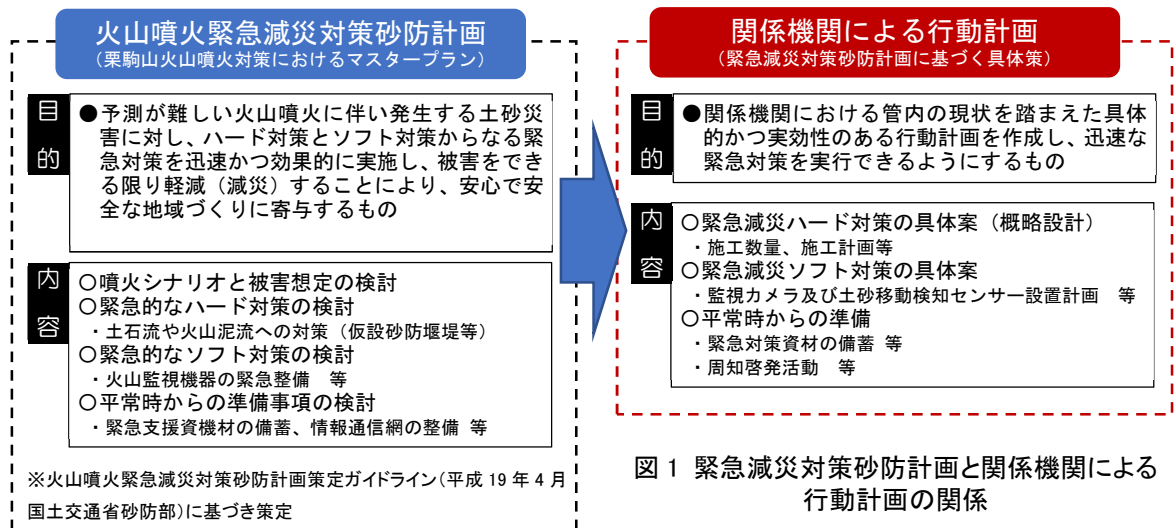 火山噴火緊急減災対策砂防計画
（栗駒山火山噴火対策におけるマスタープラン）
目的
●予測が難しい火山噴火に伴い発生する土砂災
害に対し、ハード対策とソフト対策からなる緊
急対策を迅速かつ効果的に実施し、被害をでき
る限り軽減（減災）することにより、安心で安
全な地域づくりに寄与するもの
内容
○噴火シナリオと被害想定の検討
○緊急的なハード対策の検討
・土石流や火山泥流への対策（仮設砂防堰堤等）
○緊急的なソフト対策の検討
・火山監視機器の緊急整備　等
○平常時からの準備事項の検討
・緊急支援資機材の備蓄、情報通信網の整備 等
※火山噴火緊急減災対策砂防計画策定ガイドライン（平成 19 年 4 月
国土交通省砂防部）に基づき策定
関係機関による行動計画
（緊急減災対策砂防計画に基づく具体策）
目的
●関係機関における管内の現状を踏まえた具体
的かつ実効性のある行動計画を作成し、迅速な
緊急対策を実行できるようにするもの
内容
○緊急減災ハード対策の具体案（概略設計）
・施工数量、施工計画等
○緊急減災ソフト対策の具体案
・監視カメラ及び土砂移動検知センサー設置計画　等
○平常時からの準備
・緊急対策資材の備蓄 等
・周知啓発活動　等
図 1 緊急減災対策砂防計画と関係機関による
行動計画の関係